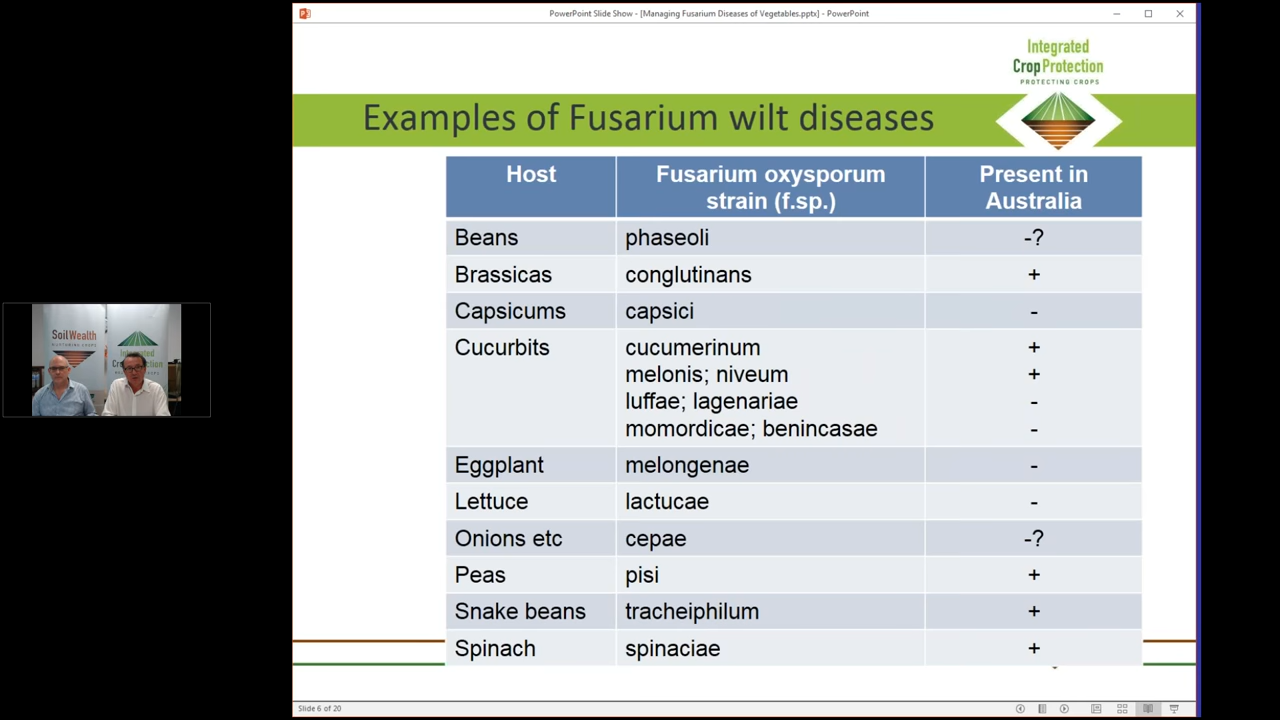 PowerPoint Slide Show - [Managing Fusarium Diseases of Vegetables.pptx] - PowerPoint
Integrated
Crop Protection
PROTECTING CROPS
Examples of Fusarium wilt diseases
Host Fusarium oxysporum strain (f.sp.) Present in Australia
Beans phaseoli -?
Brassicas conglutinans +
Capsicums capsici -
Cucurbits cucumerinum +
melonis; niveum +
luffae; lagenariae -
momordicae; benincasae -
Eggplant melongenae -
Lettuce lactucae -
Onions etc cepae -?
Peas pisi +
Snake beans tracheiphilum +
Spinach spinaciae +
SoilWealth
Slide 6 of 20